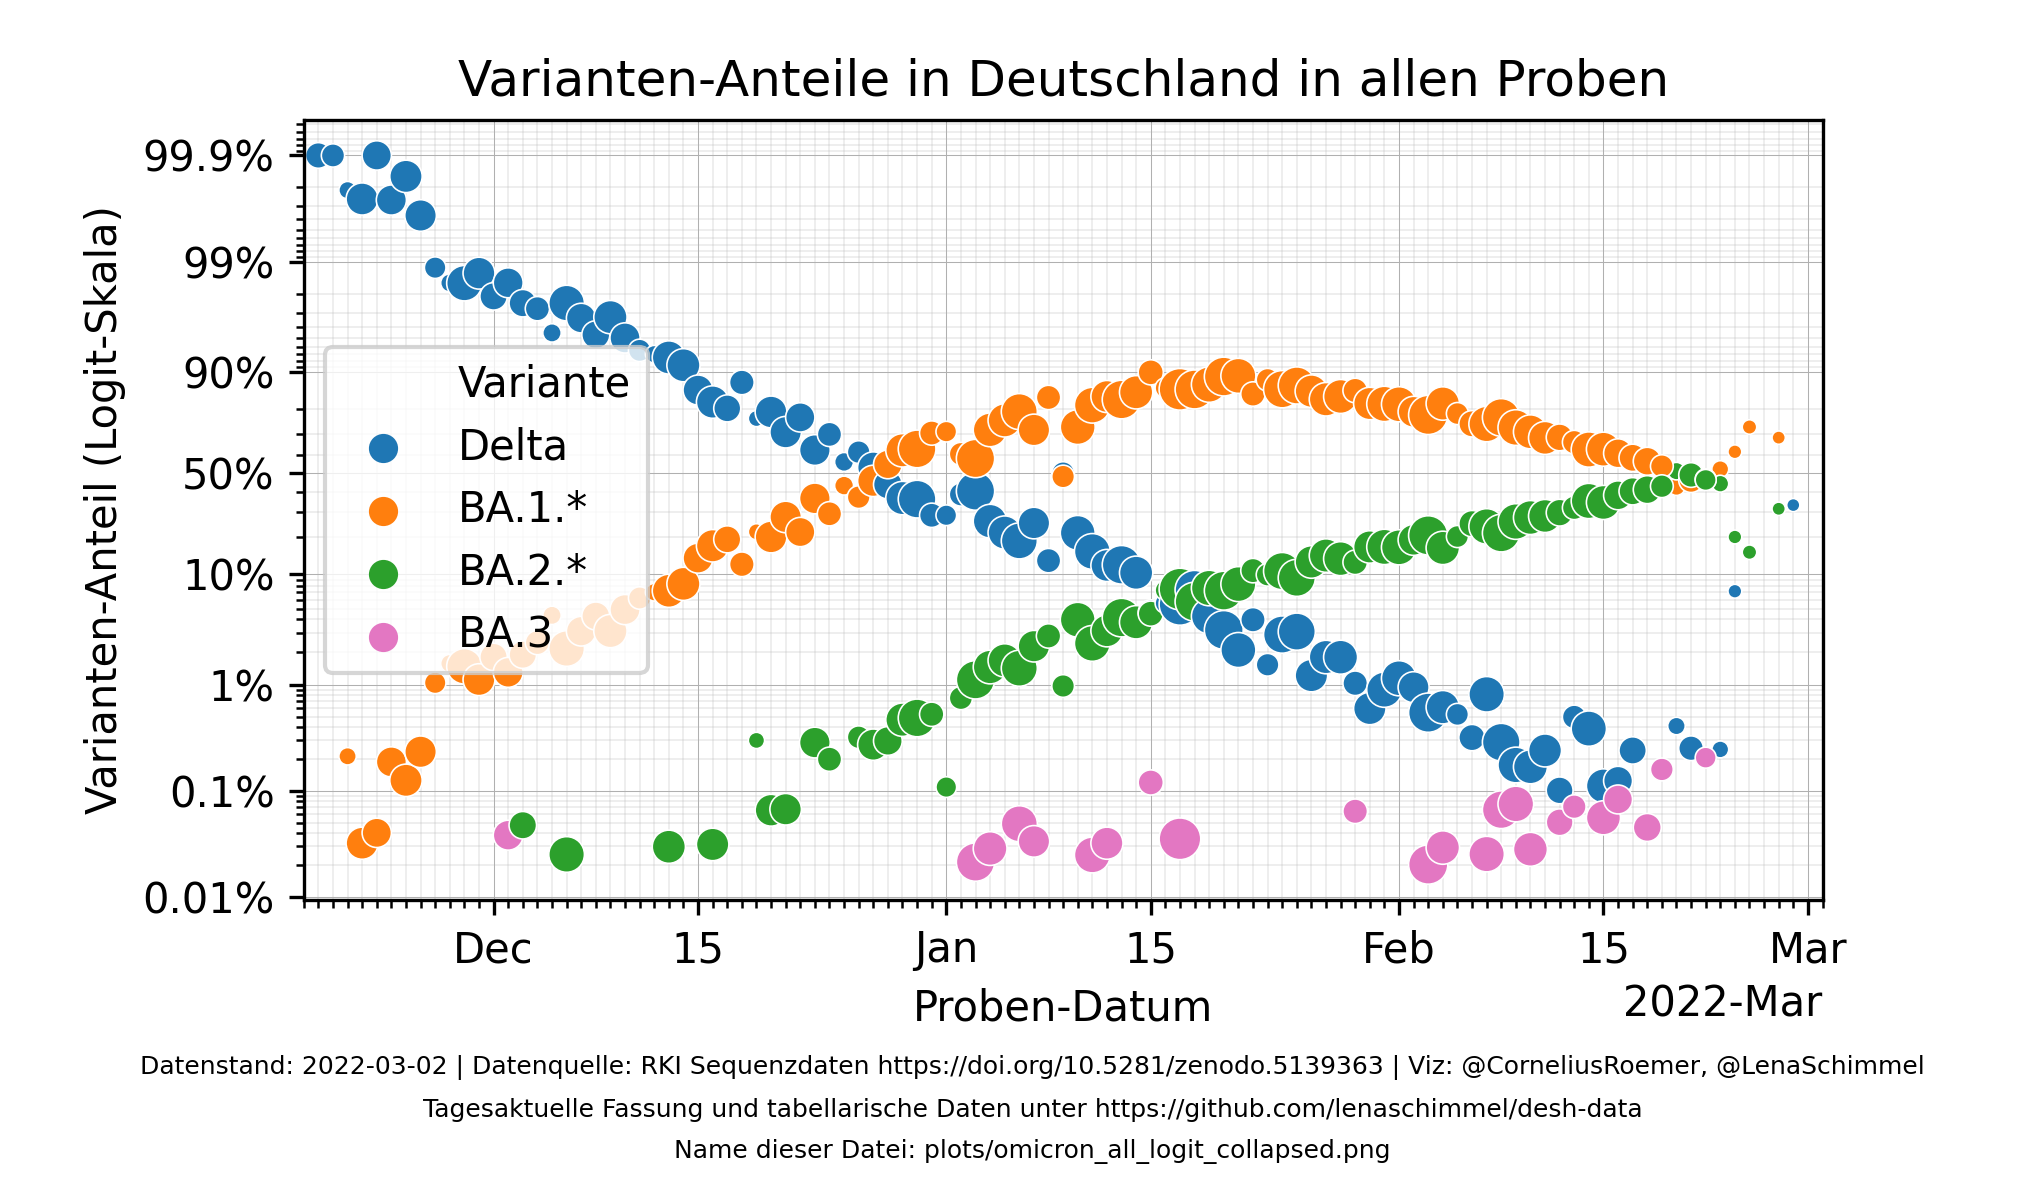 Varianten-Anteile in Deutschland in allen Proben
Varianten-Anteil (Logit-Skala)
99.9%
99%
90%
50%
10%
1%
0.1%
0.01%
Variante
Delta
BA.1.*
BA.2.*
BA.3
Dec 15 Jan 15 Feb 15 Mar
2022-Mar
Proben-Datum
Datenstand: 2022-03-02 | Datenquelle: RKI Sequenzdaten https://doi.org/10.5281/zenodo.5139363 | Viz: @CorneliusRoemer, @LenaSchimmel
Tagesaktuelle Fassung und tabellarische Daten unter https://github.com/lenaschimmel/desh-data
Name dieser Datei: plots/omicron_all_logit_collapsed.png